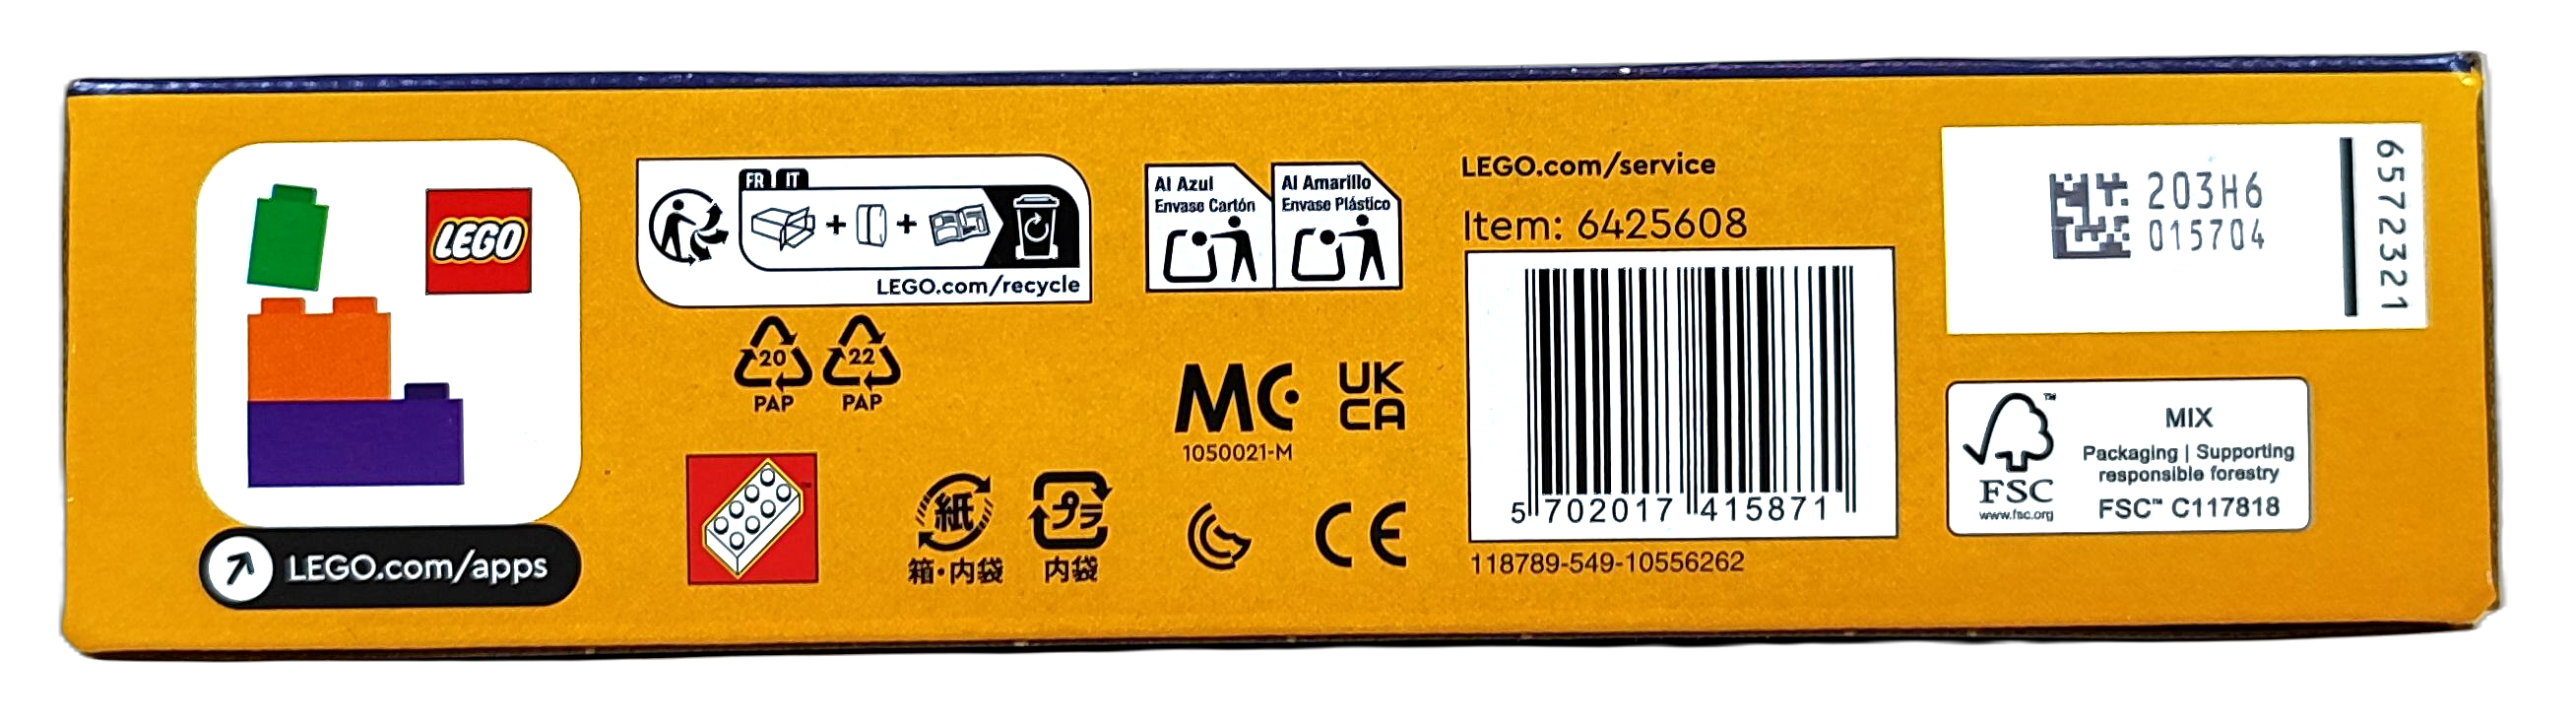 LEGO
LEGO.com/apps
FR IT
LEGO.com/recycle
20
PAP
22
PAP
™
紙
箱・内袋
プラ
内袋
Al Azul
Envase Cartón
Al Amarillo
Envase Plástico
MC
1050021-M
UK
CA
CE
LEGO.com/service
Item: 6425608
5 702017 415871
118789-549-10556262
203H6
015704
6572321
FSC
www.fsc.org
MIX
Packaging | Supporting
responsible forestry
FSC™ C117818